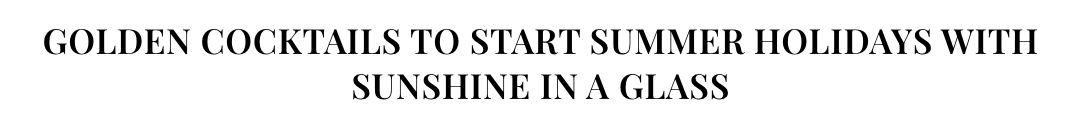 GOLDEN COCKTAILS TO START SUMMER HOLIDAYS WITH
SUNSHINE IN A GLASS